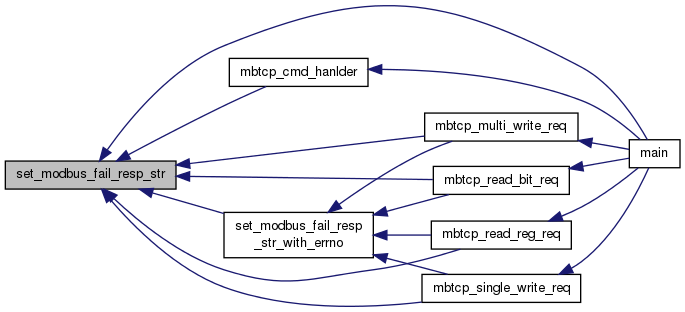 mbtcp_cmd_hanlder
mbtcp_multi_write_req
main
set_modbus_fail_resp_str
mbtcp_read_bit_req
set_modbus_fail_resp
_str_with_errno
mbtcp_read_reg_req
mbtcp_single_write_req